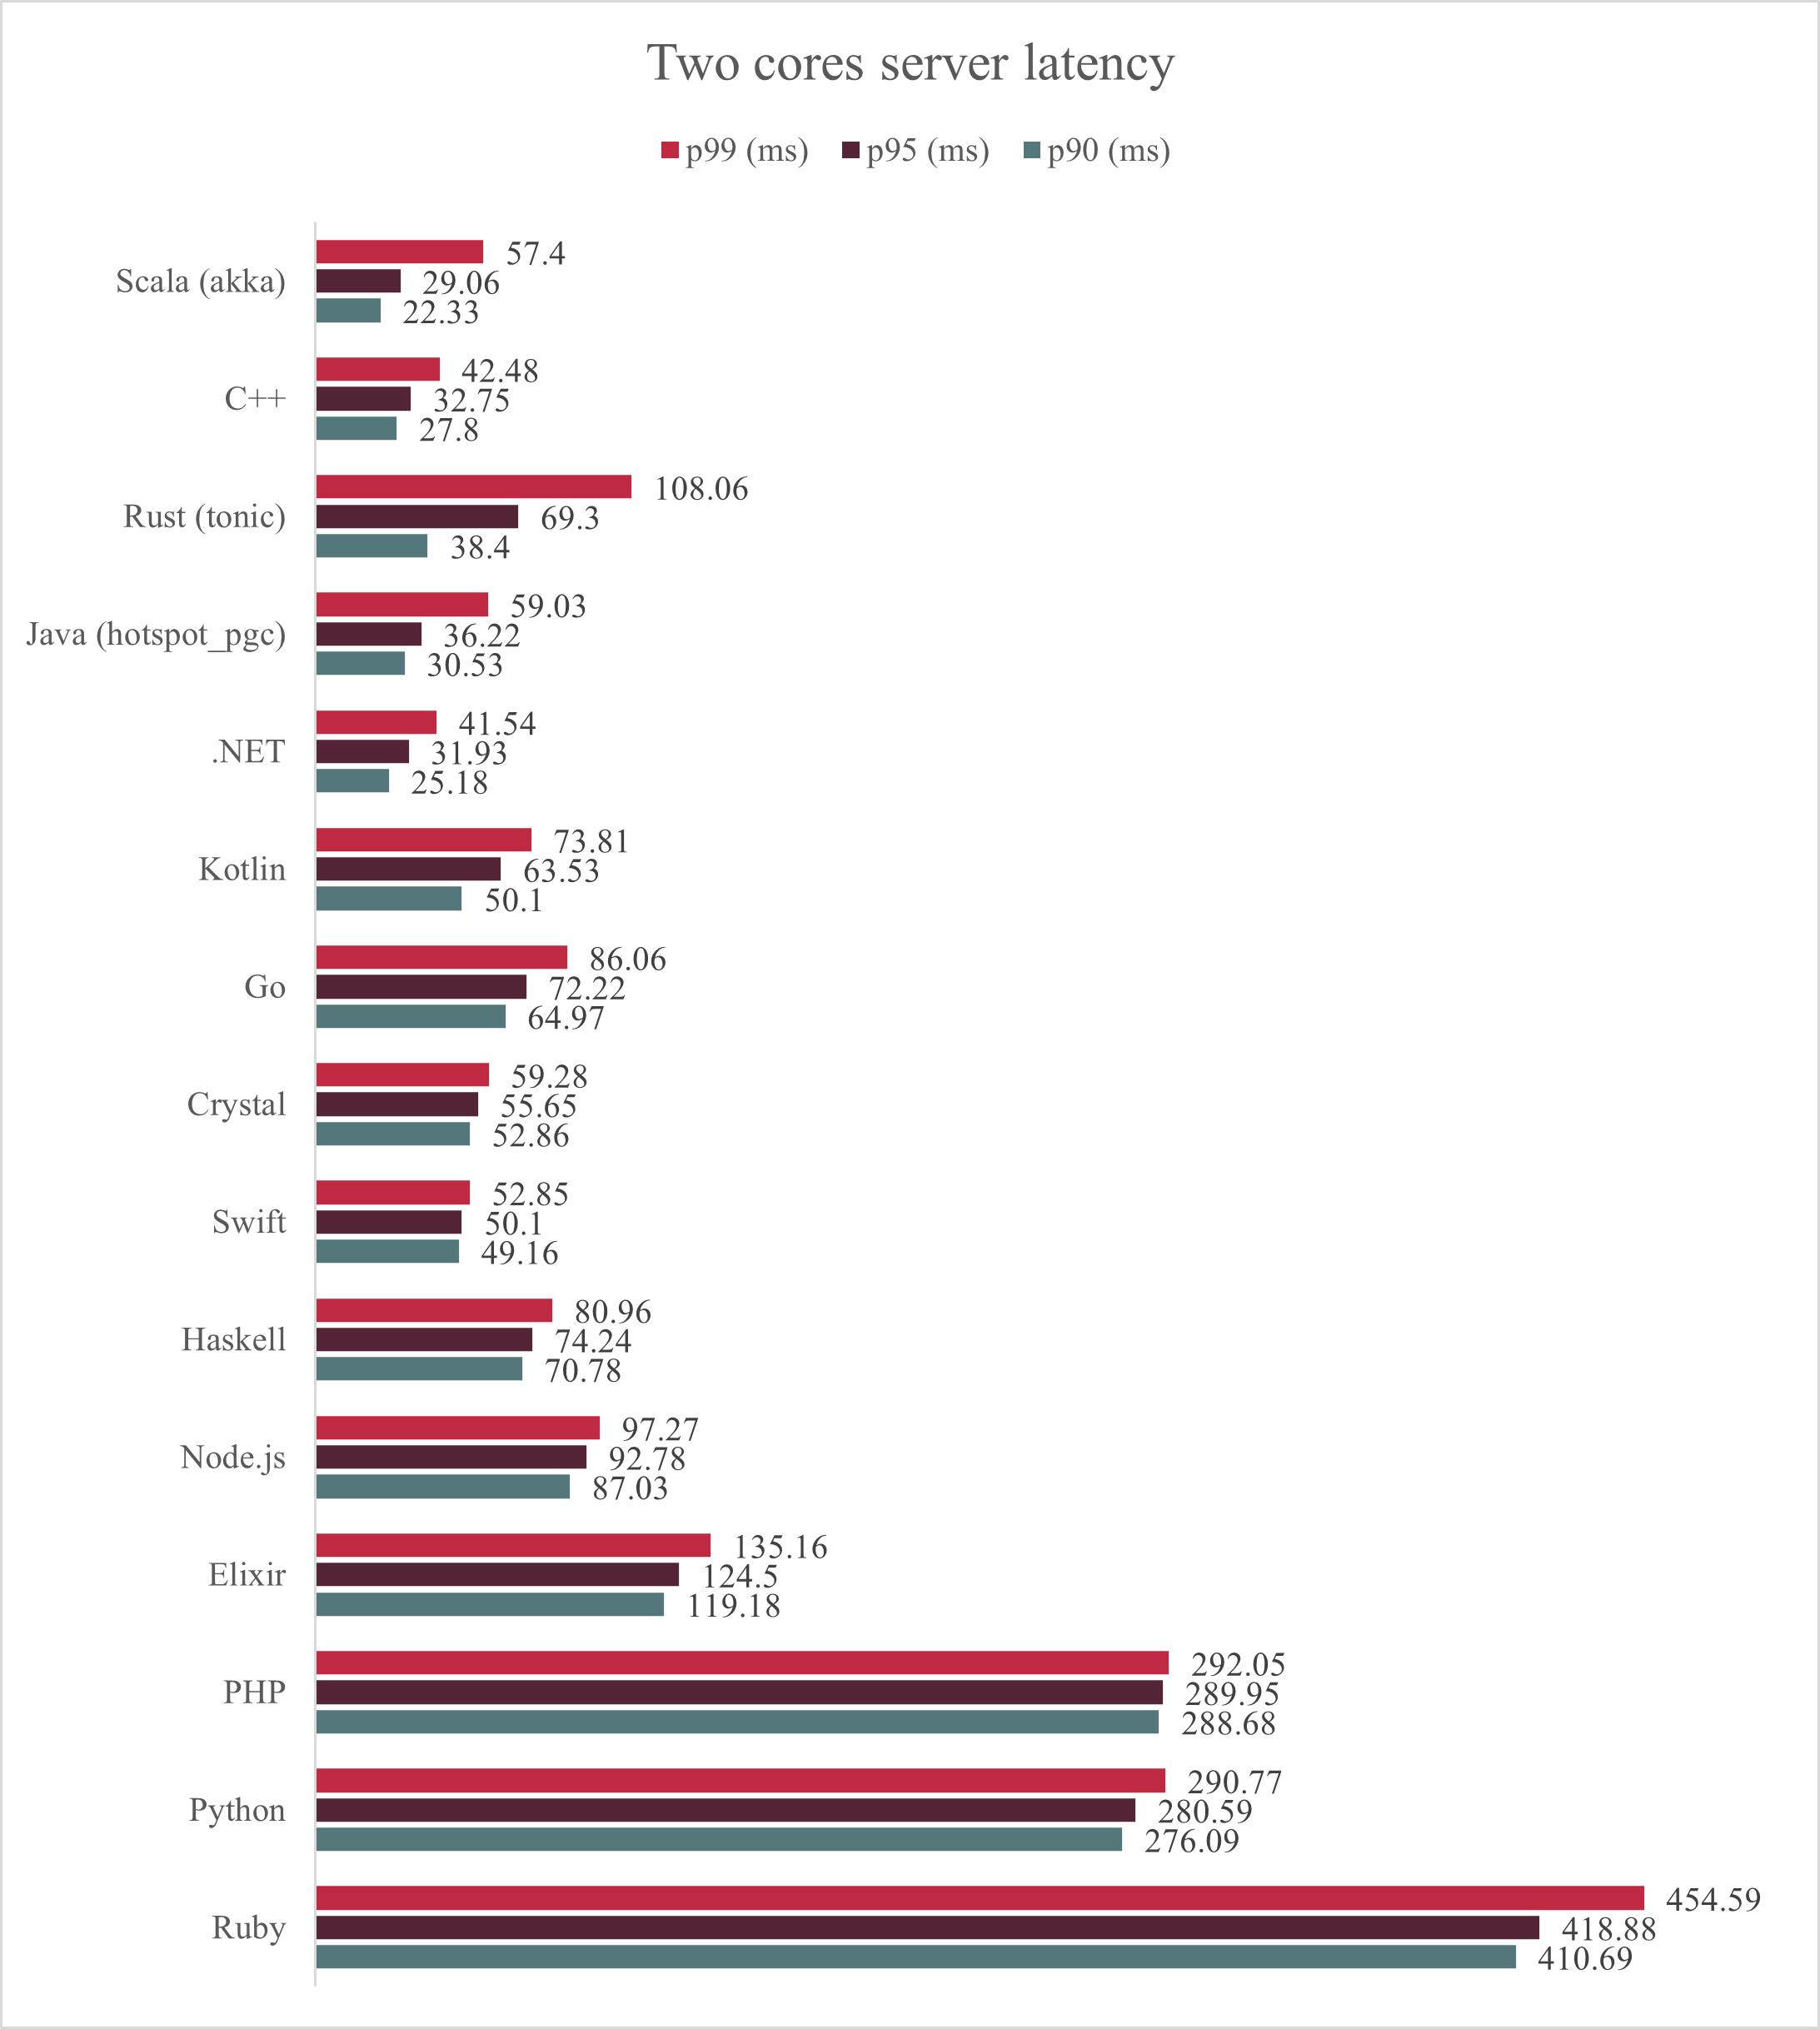 Two cores server latency
p99 (ms) p95 (ms) p90 (ms)
Scala (akka)
57.4
29.06
22.33
C++
42.48
32.75
27.8
Rust (tonic)
108.06
69.3
38.4
Java (hotspot_pgc)
59.03
36.22
30.53
.NET
41.54
31.93
25.18
Kotlin
73.81
63.53
50.1
Go
86.06
72.22
64.97
Crystal
59.28
55.65
52.86
Swift
52.85
50.1
49.16
Haskell
80.96
74.24
70.78
Node.js
97.27
92.78
87.03
Elixir
135.16
124.5
119.18
PHP
292.05
289.95
288.68
Python
290.77
280.59
276.09
Ruby
454.59
418.88
410.69